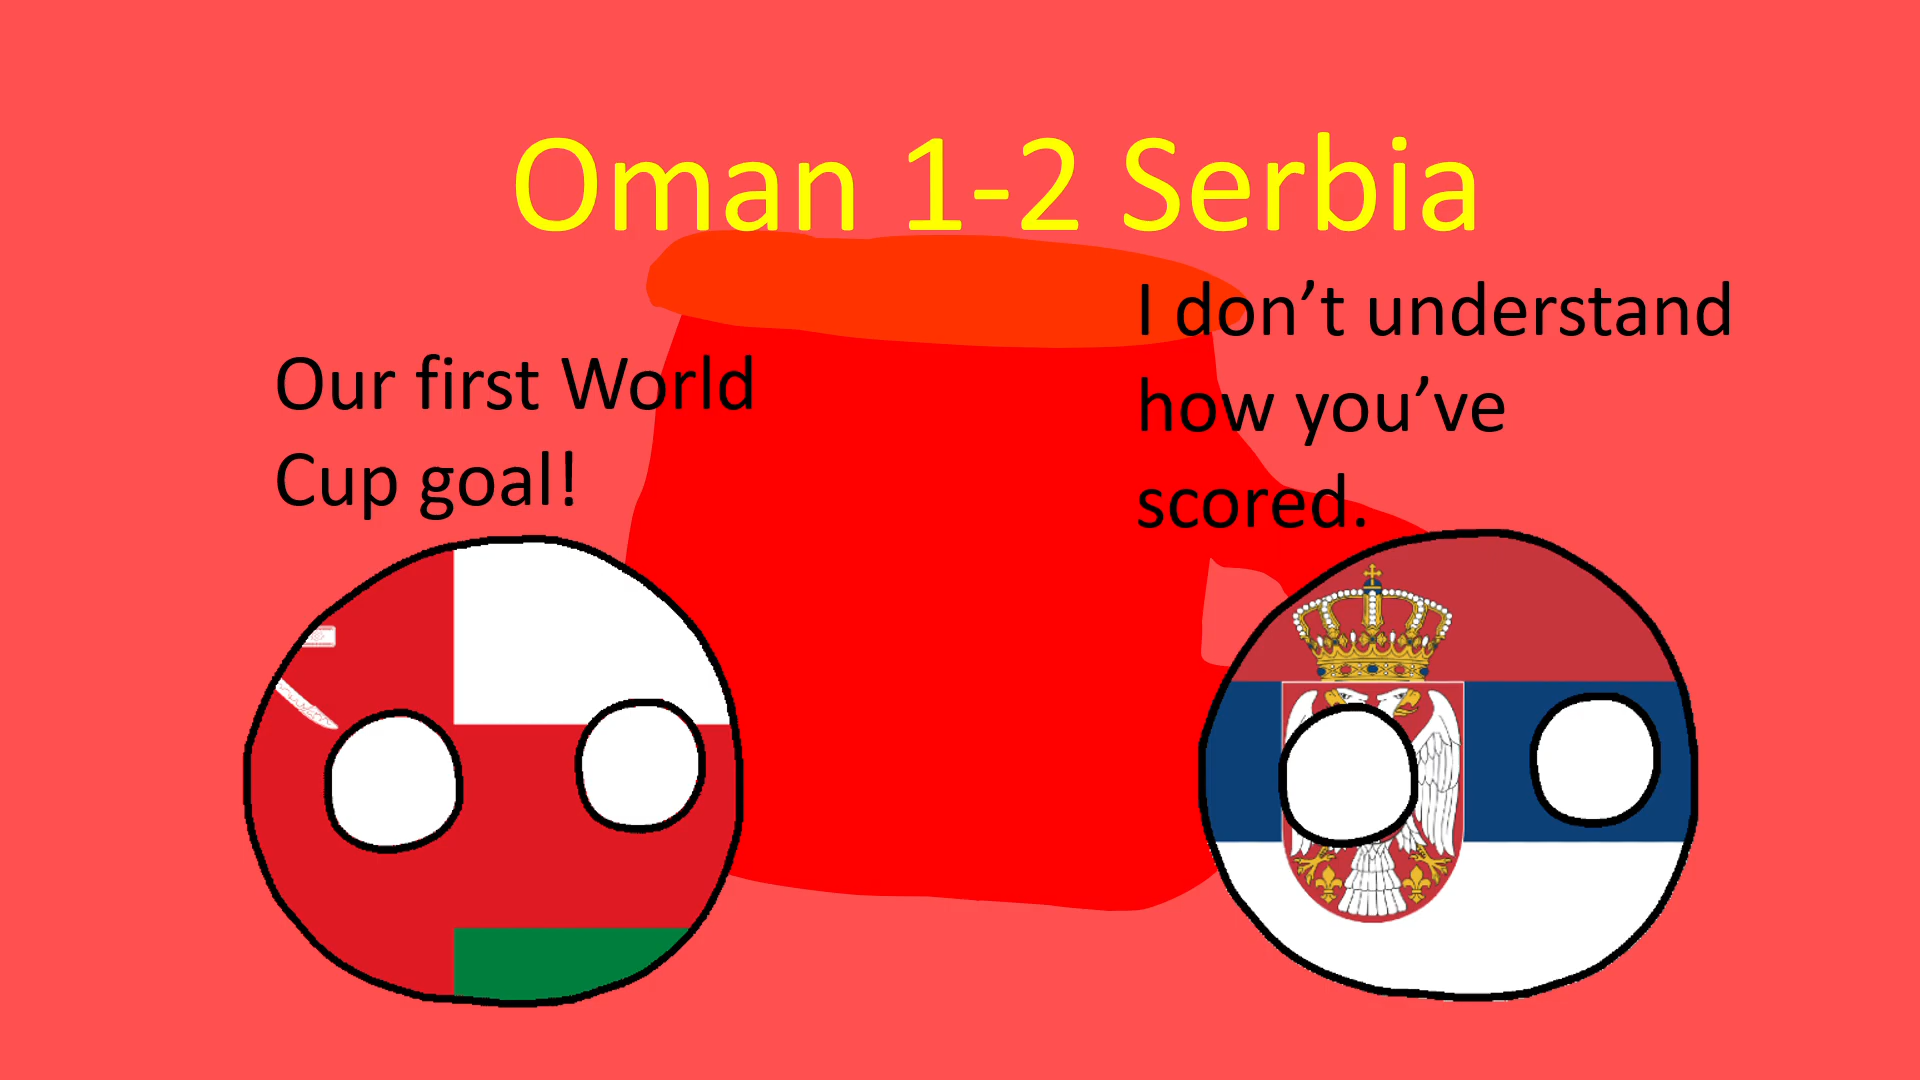 Oman 1-2 Serbia
Our first World
Cup goal!
I don’t understand
how you’ve
scored.